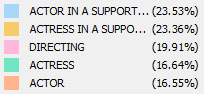 ACTOR IN A SUPPORT... (23.53%)
ACTRESS IN A SUPPO... (23.36%)
DIRECTING (19.91%)
ACTRESS (16.64%)
ACTOR (16.55%)